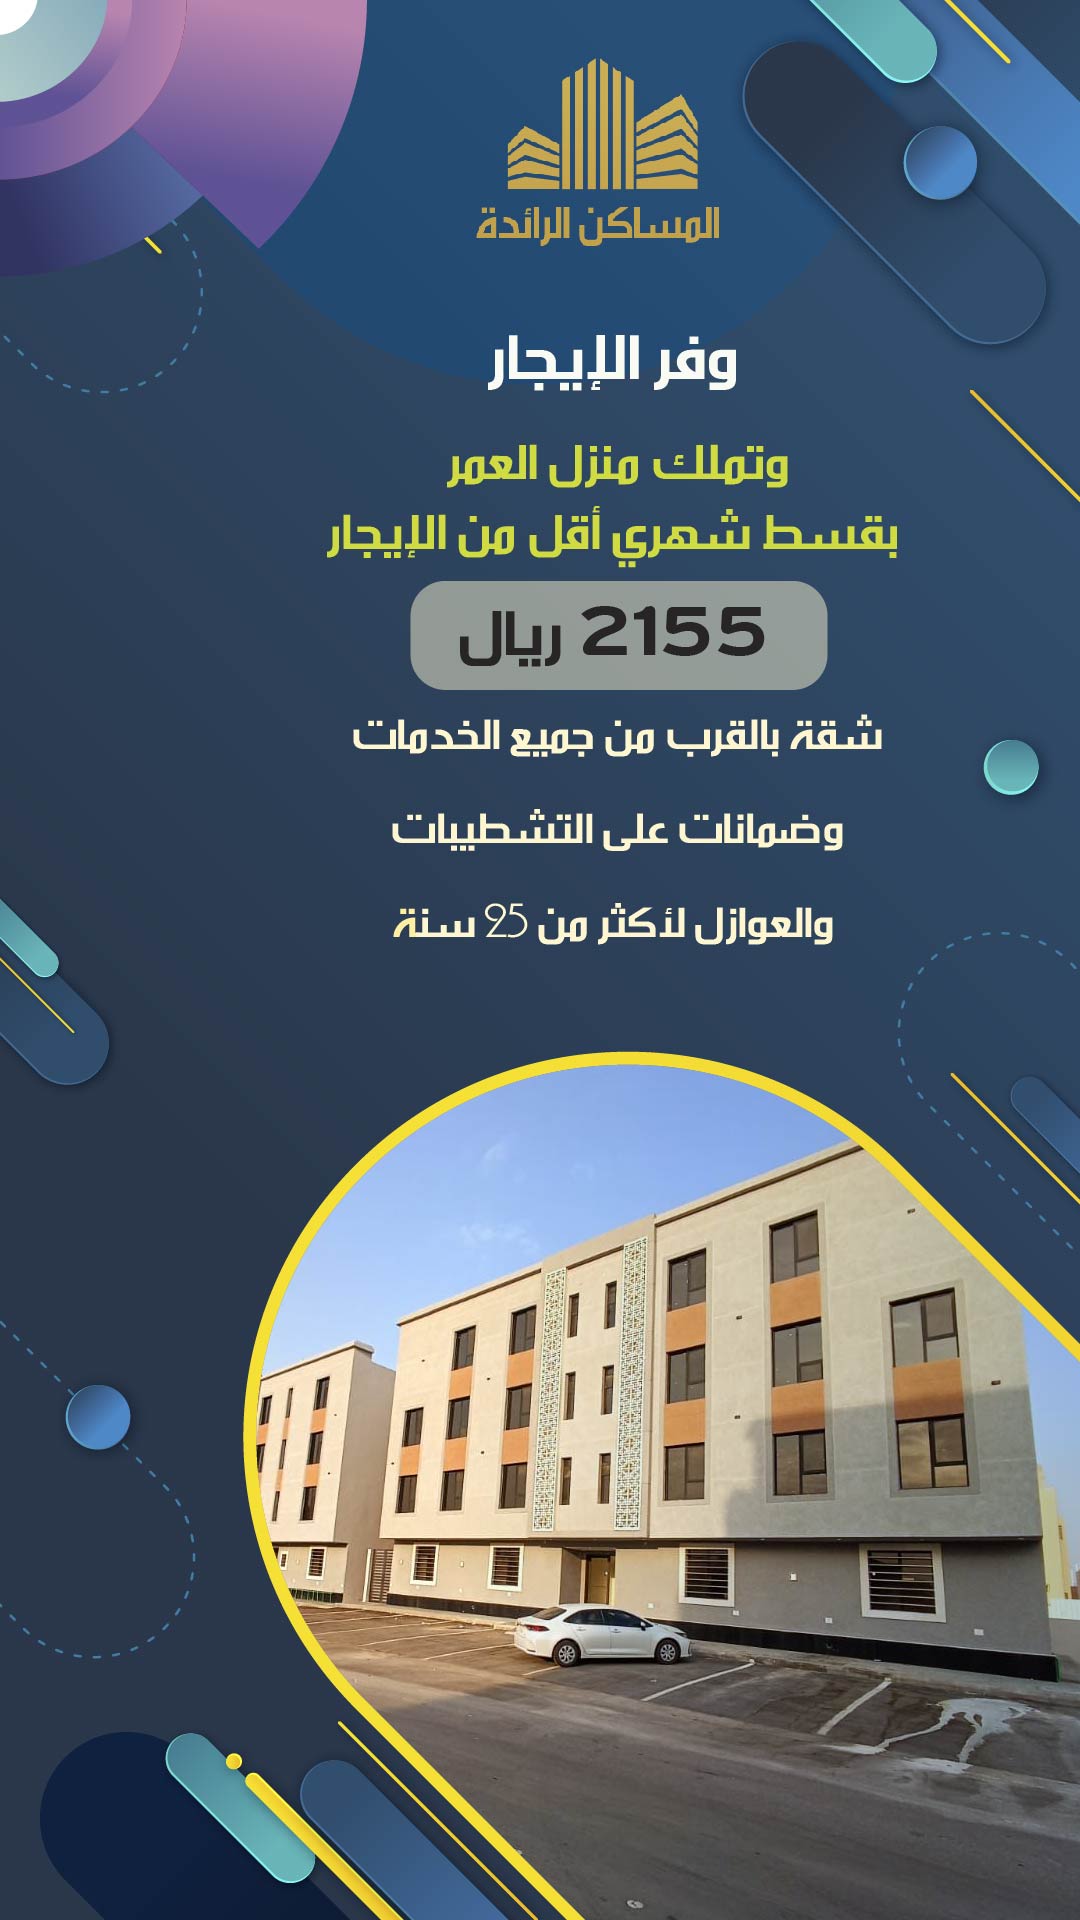 المساكن الرائدة
وفر الإيجار
وتملك منزل العمر
بقسط شهري أقل من الإيجار
2155 ريال
شقة بالقرب من جميع الخدمات
وضمانات على التشطيبات
والعوازل لأكثر من 25 سنة